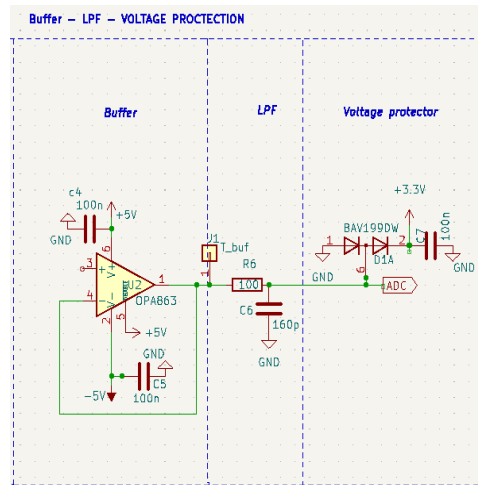 Buffer – LPF – VOLTAGE PROCTECTION
Buffer
LPF
Voltage protector
c4
100n
+5V
GND
6
3
+
V+
U2
1
OPA863
4
-
V-
2
5
+5V
GND
C5
100n
-5V
J1
T_buf
1
R6
100
C6
160p
GND
+3.3V
BAV199DW
1
2
D1A
6
GND
C7
100n
GND
ADC